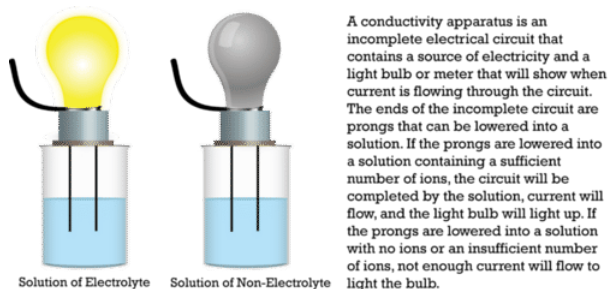 A conductivity apparatus is an
incomplete electrical circuit that
contains a source of electricity and a
light bulb or meter that will show when
current is flowing through the circuit.
The ends of the incomplete circuit are
prongs that can be lowered into a
solution. If the prongs are lowered into
a solution containing a sufficient
number of ions, the circuit will be
completed by the solution, current will
flow, and the light bulb will light up. If
the prongs are lowered into a solution
with no ions or an insufficient number
of ions, not enough current will flow to
light the bulb.
Solution of Electrolyte
Solution of Non-Electrolyte